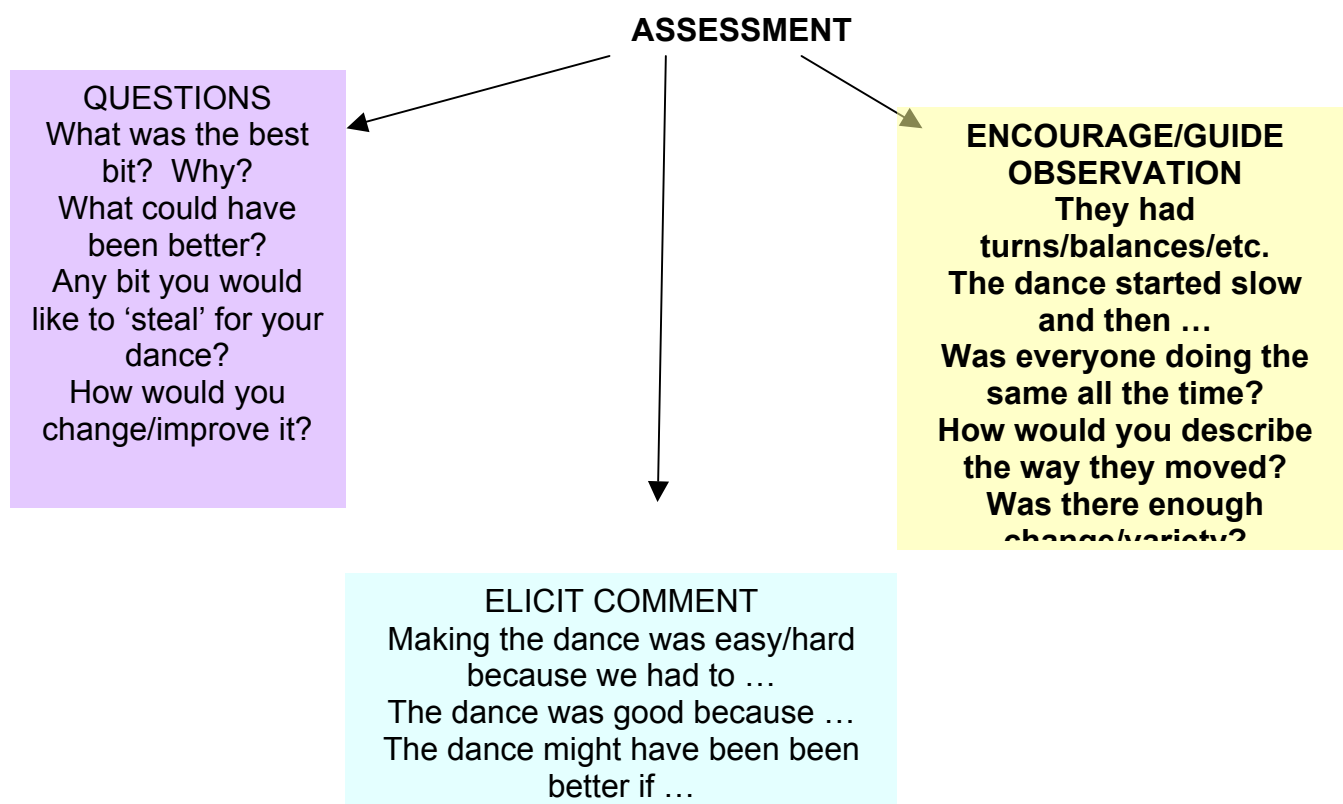 ASSESSMENT
QUESTIONS
What was the best
bit?  Why?
What could have
been better?
Any bit you would
like to ‘steal’ for your
dance?
How would you
change/improve it?
ENCOURAGE/GUIDE
OBSERVATION
They had
turns/balances/etc.
The dance started slow
and then …
Was everyone doing the
same all the time?
How would you describe
the way they moved?
Was there enough
change/variety?
ELICIT COMMENT
Making the dance was easy/hard
because we had to …
The dance was good because …
The dance might have been been
better if …